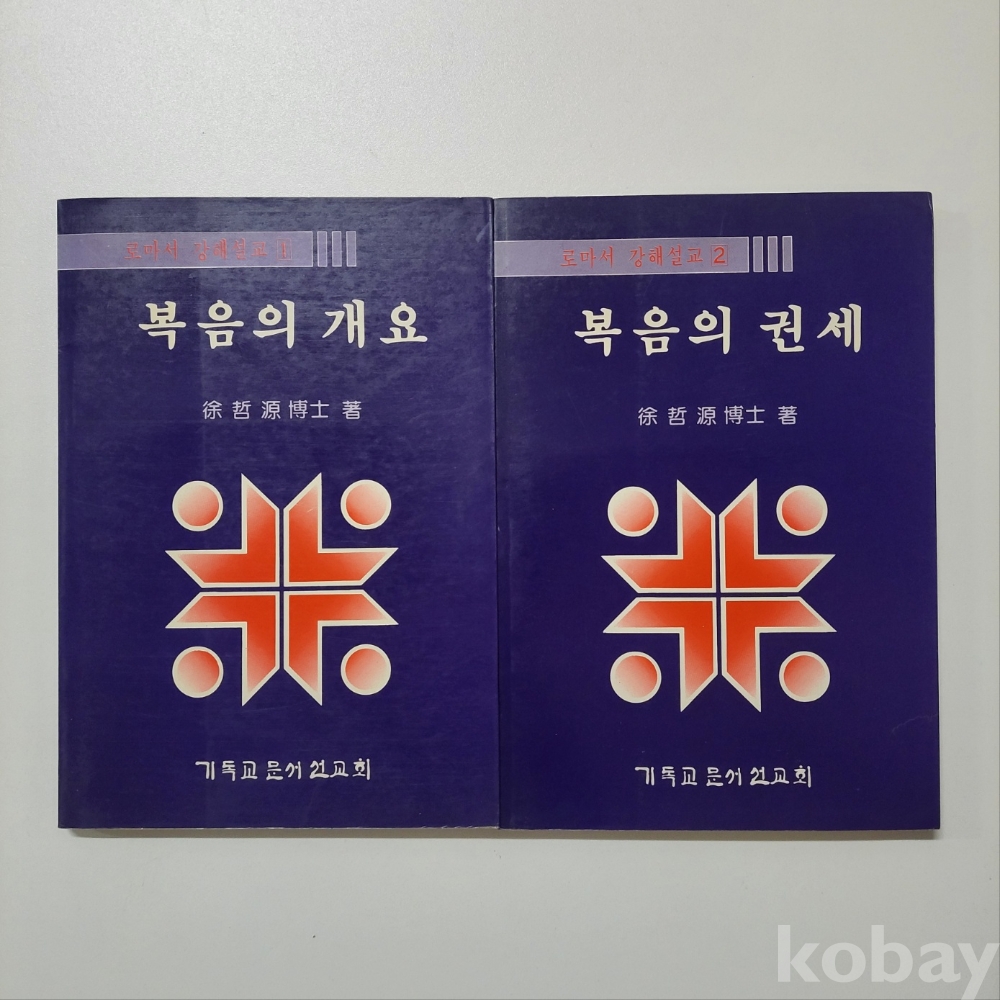 로마서 강해설교 1
복음의 개요
徐哲源博士 著
기독교문서선교회
로마서 강해설교 2
복음의 권세
徐哲源博士 著
기독교문서선교회
kobay